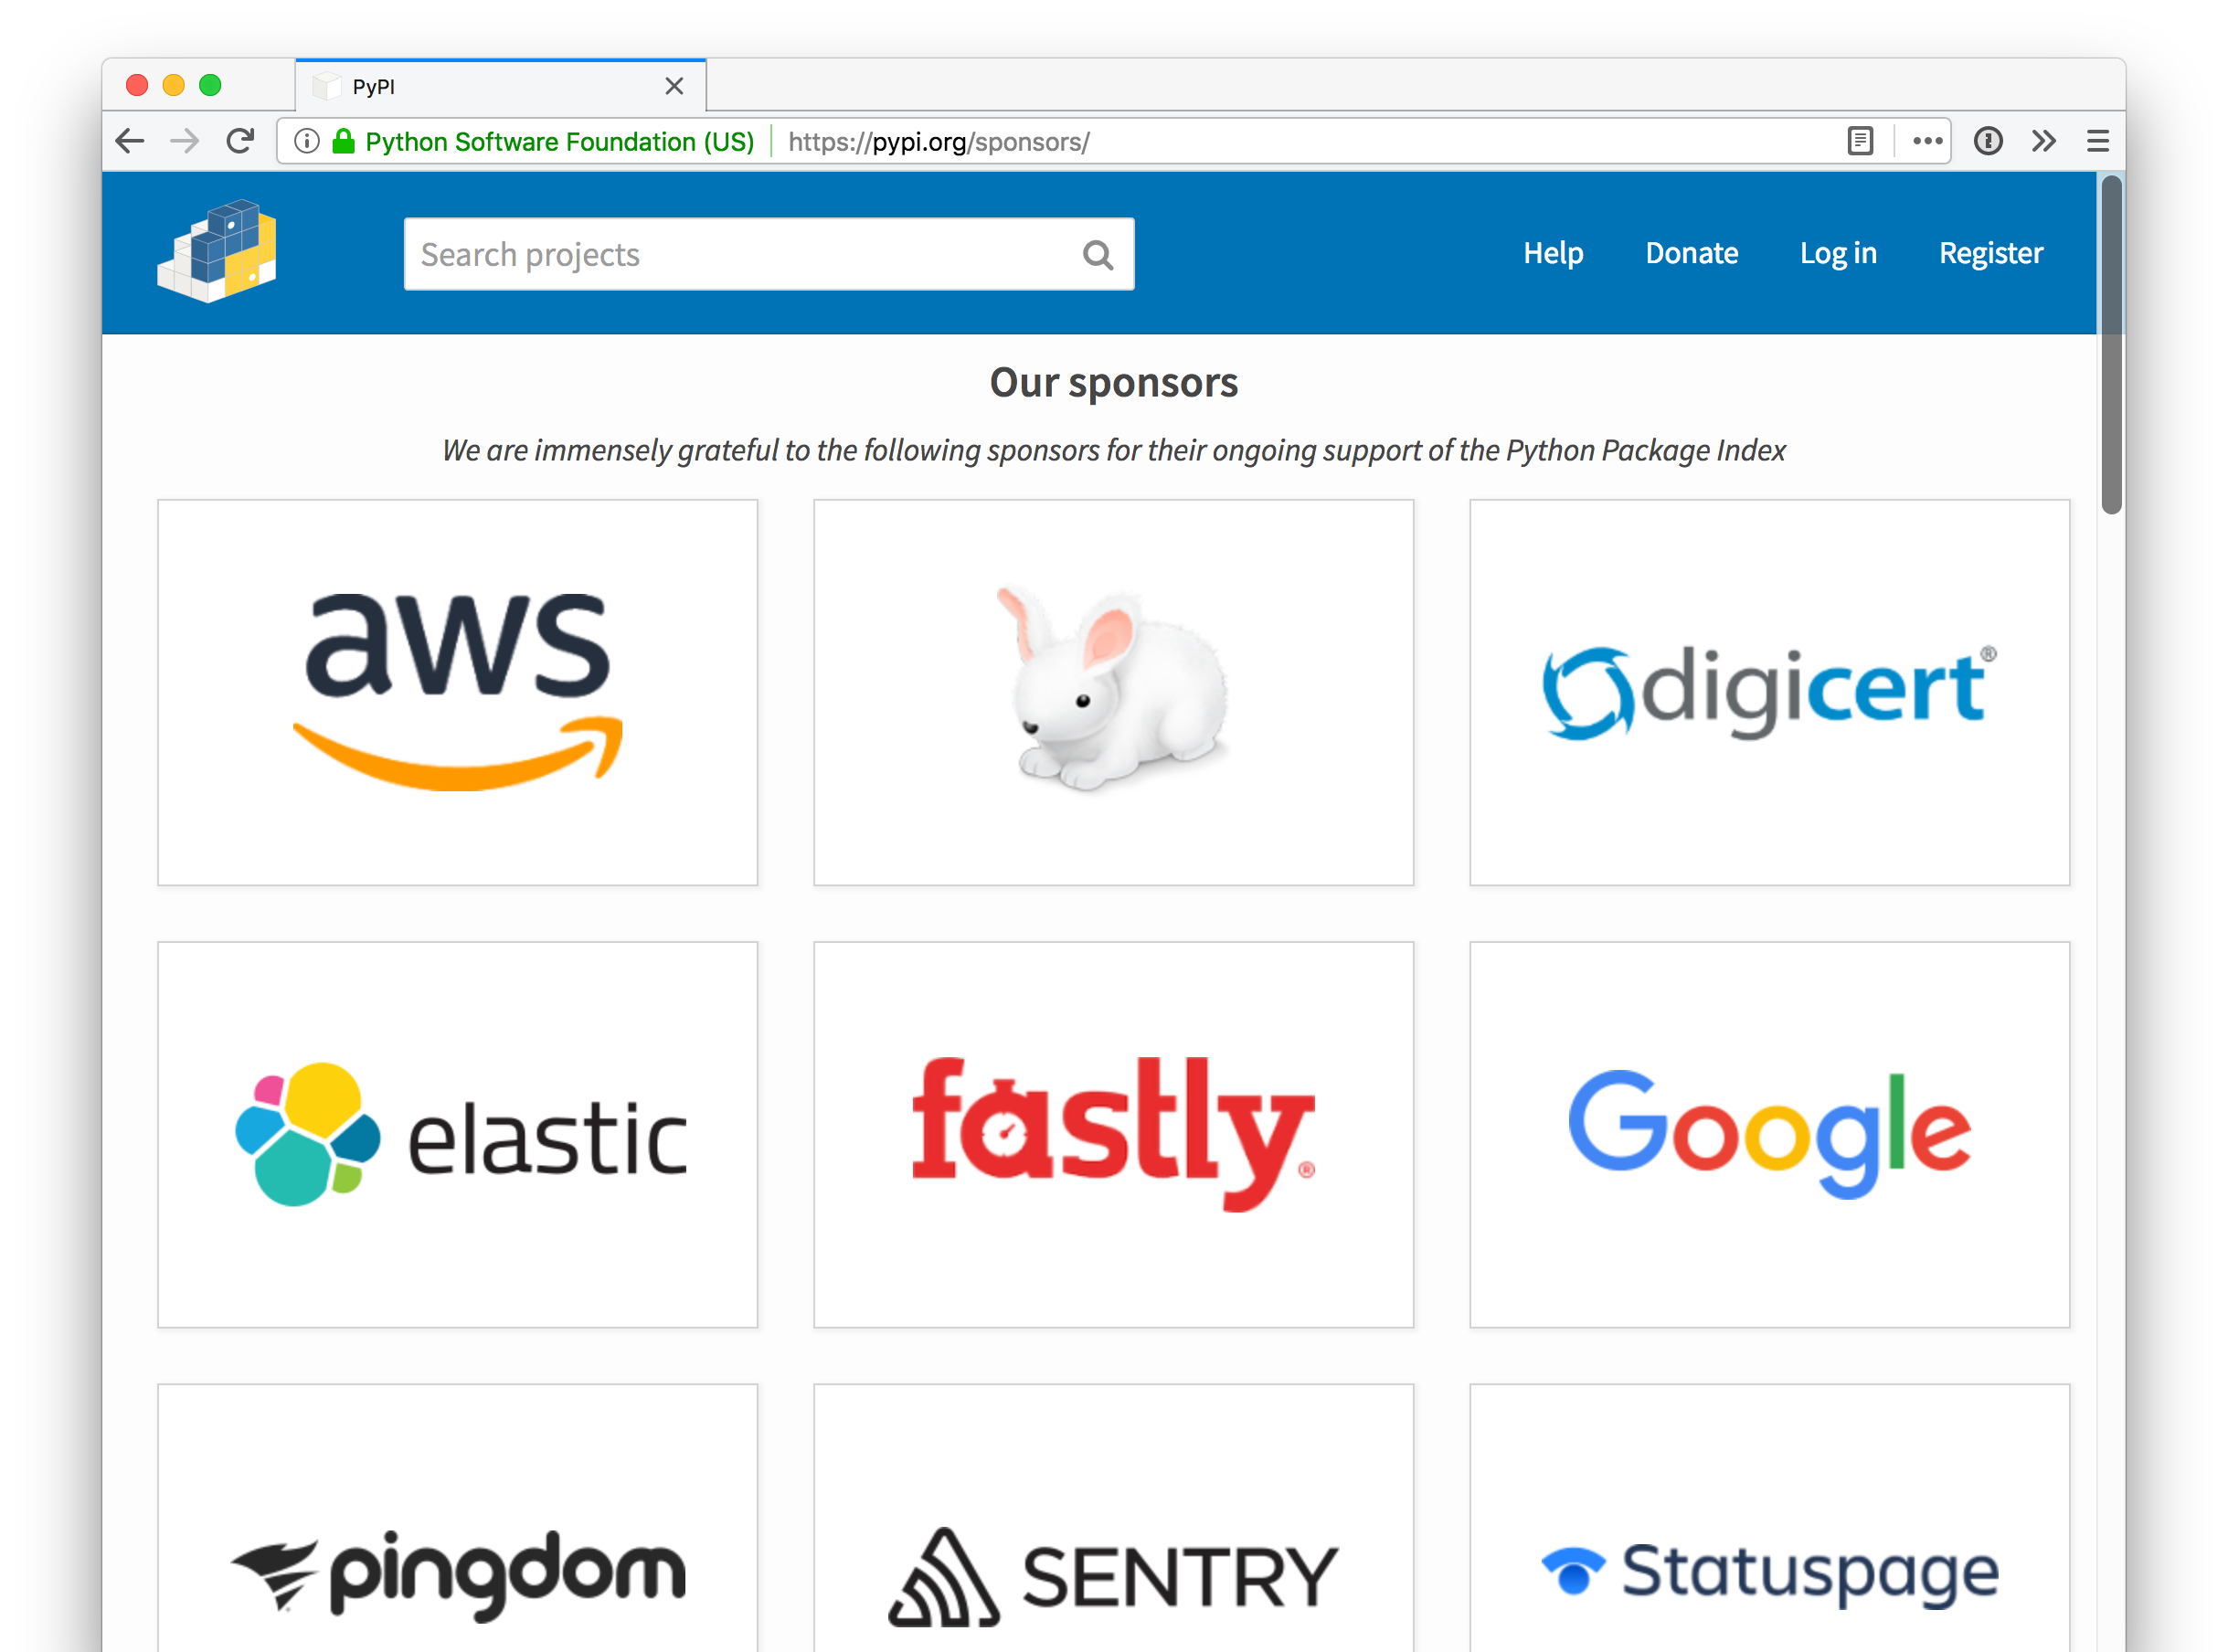 PyPI
Python Software Foundation (US) https://pypi.org/sponsors/
Search projects
Help Donate Log in Register
Our sponsors
We are immensely grateful to the following sponsors for their ongoing support of the Python Package Index
aws
digicert®
elastic
fastly®
Google
pingdom
SENTRY
Statuspage